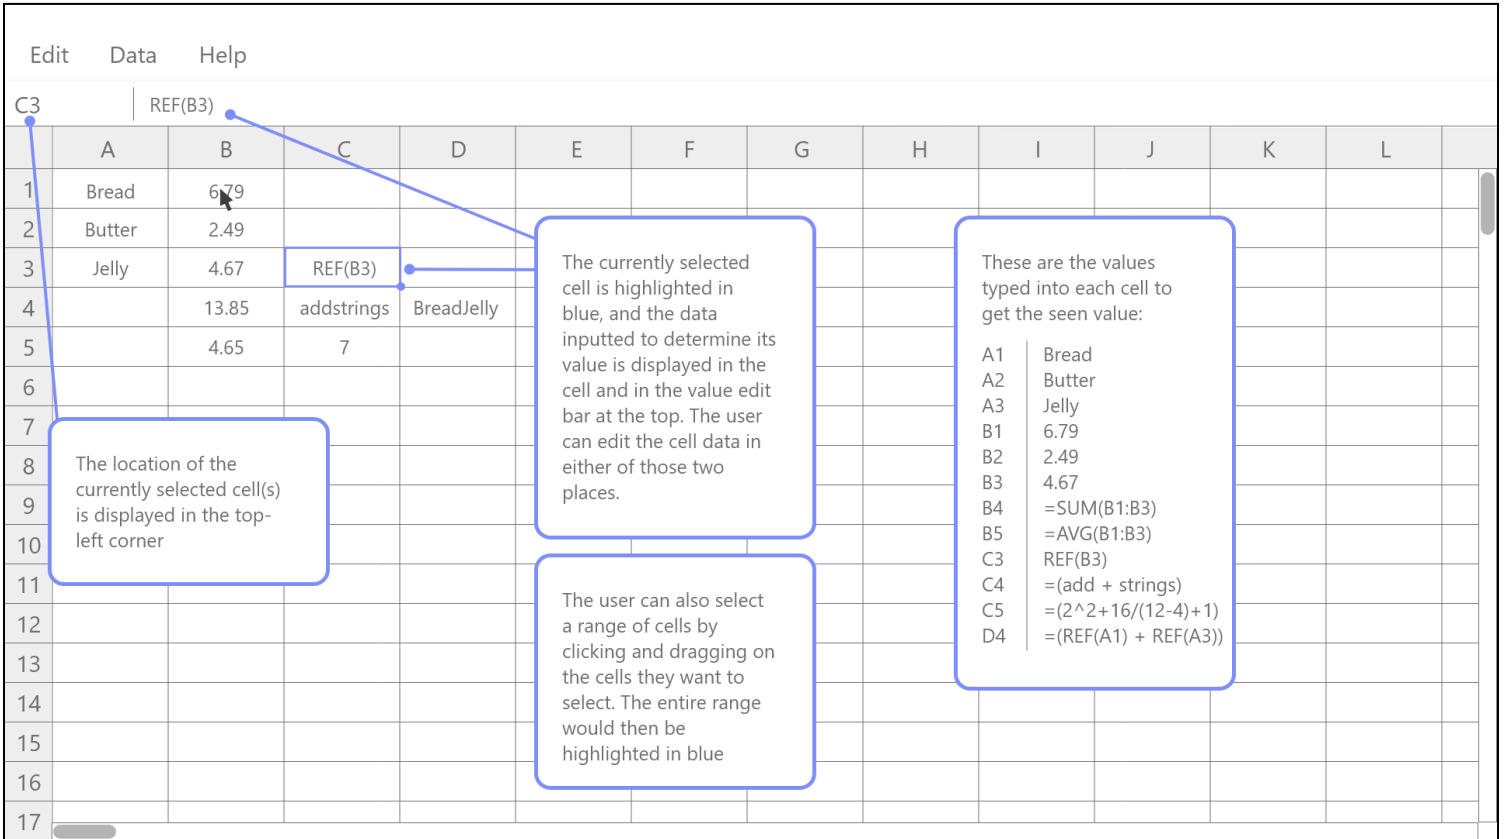 Edit Data Help
C3 REF(B3)
A B C D E F G H I J K L
1 Bread 6.79
2 Butter 2.49
3 Jelly 4.67 REF(B3)
4 13.85 addstrings BreadJelly
5 4.65 7
6
7
8
9
10
11
12
13
14
15
16
17
The location of the
currently selected cell(s)
is displayed in the top-
left corner
The currently selected
cell is highlighted in
blue, and the data
inputted to determine its
value is displayed in the
cell and in the value edit
bar at the top. The user
can edit the cell data in
either of those two
places.
The user can also select
a range of cells by
clicking and dragging on
the cells they want to
select. The entire range
would then be
highlighted in blue
These are the values
typed into each cell to
get the seen value:
A1 Bread
A2 Butter
A3 Jelly
B1 6.79
B2 2.49
B3 4.67
B4 =SUM(B1:B3)
B5 =AVG(B1:B3)
C3 REF(B3)
C4 =(add + strings)
C5 =(2^2+16/(12-4)+1)
D4 =(REF(A1) + REF(A3))